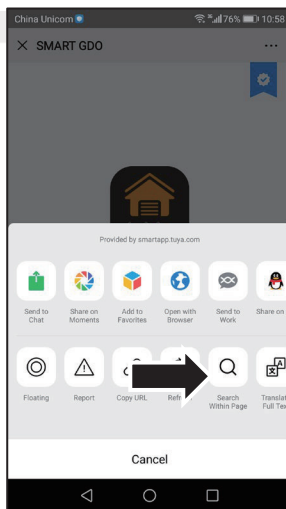 China Unicom 76% 10:58
SMART GDO
Provided by smartapp.tuya.com
Send to Chat
Share on Moments
Add to Favorites
Open with Browser
Send to Work
Share on
Floating
Report
Copy URL
Search Within Page
Full
Cancel